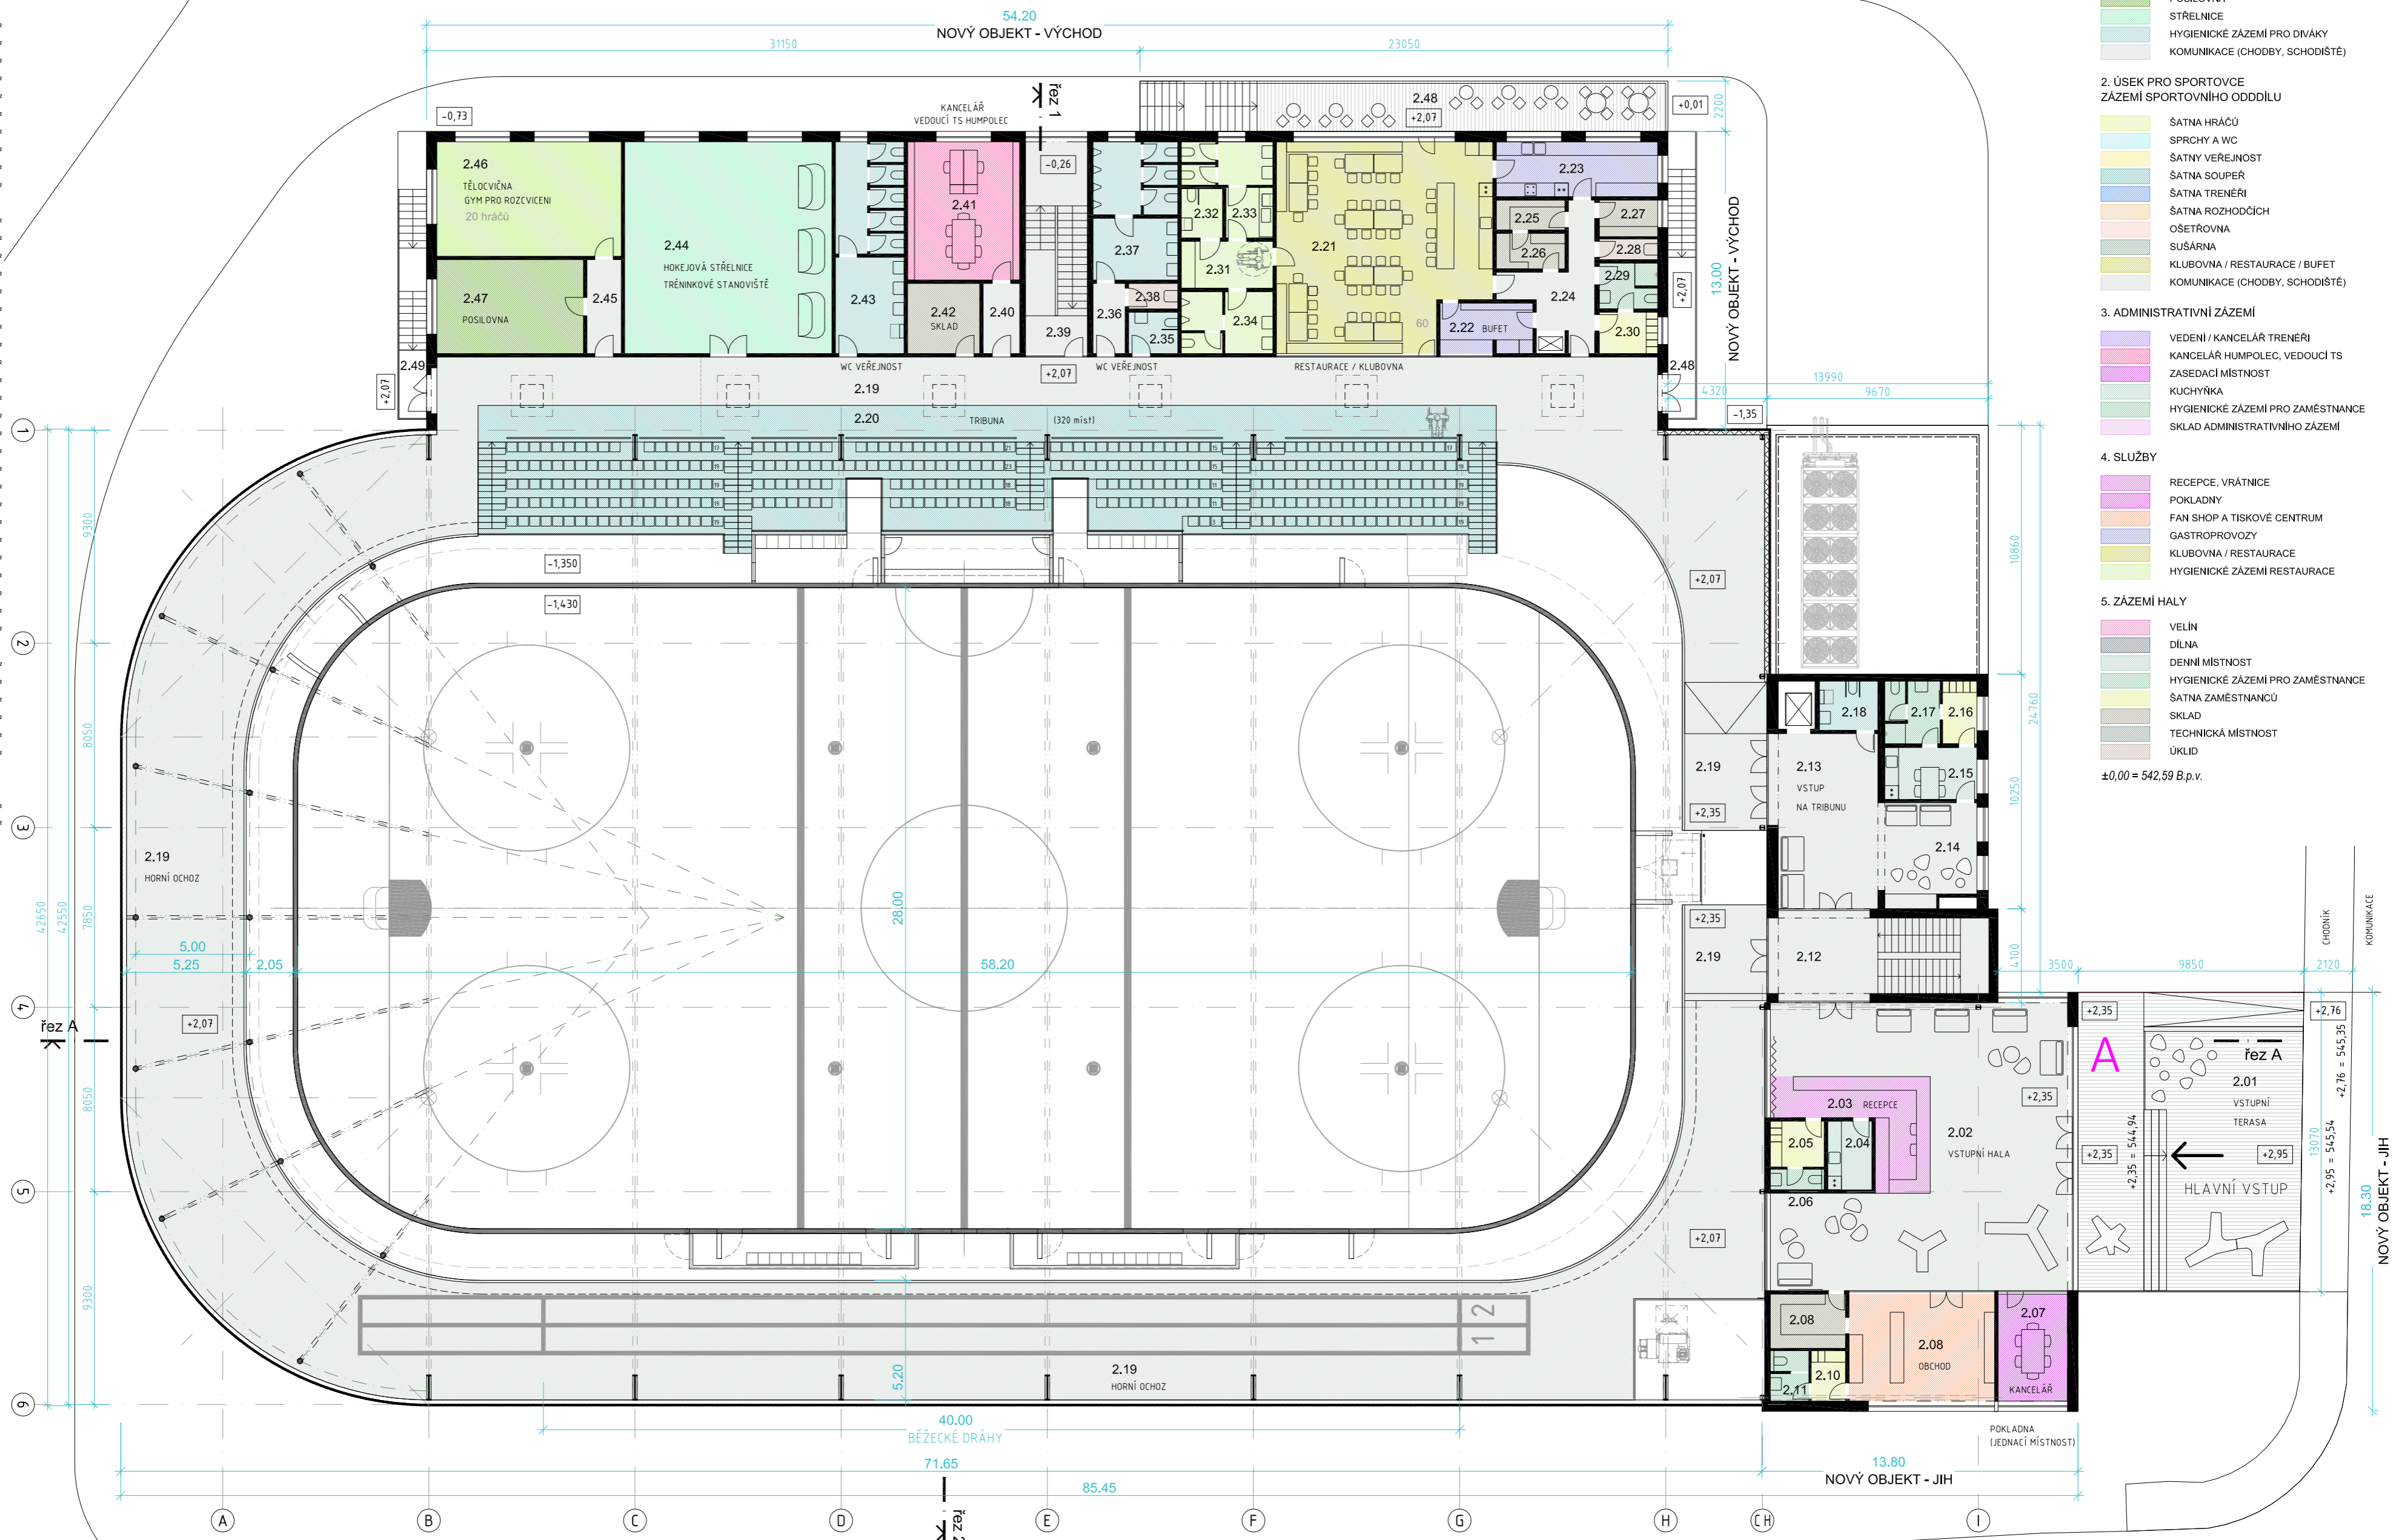 54.20
NOVÝ OBJEKT - VÝCHOD
31150
23050
-0,73
KANCELÁŘ
VEDOUCÍ TS HUMPOLEC
řez 1
-0,26
2.48
+2,07
+0,01
2200
2.46
TĚLOCVIČNA
GYM PRO ROZCVICENI
20 hráčů
2.47
POSILOVNA
2.45
2.44
HOKEJOVÁ STŘELNICE
TRÉNINKOVÉ STANOVIŠTĚ
2.43
2.41
2.42
SKLAD
2.40
2.39
2.37
2.36
2.38
2.35
2.32
2.33
2.31
2.34
2.21
60
2.22 BUFET
2.23
2.25
2.26
2.24
2.27
2.28
2.29
2.30
2.48
+2,07
13.00
NOVÝ OBJEKT - VÝCHOD
2.49
+2,07
WC VEŘEJNOST
2.19
+2,07
WC VEŘEJNOST
RESTAURACE / KLUBOVNA
2.20
TRIBUNA
(320 míst)
13990
4320
9670
-1,35
-1,350
-1,430
+2,07
10860
24760
10250
4100
2.18
2.17
2.16
2.13
VSTUP
NA TRIBUNU
2.15
2.14
2.19
+2,35
+2,35
2.19
2.12
2.19
HORNÍ OCHOZ
+2,07
řez A
5.00
5.25
2.05
58.20
28.00
42650
42550
9300
8050
7850
8050
9300
1
2
3
4
5
6
3500
9850
2120
CHODNÍK
KOMUNIKACE
+2,35
+2,76
A
řez A
2.01
VSTUPNÍ
TERASA
+2,35
+2,95
HLAVNÍ VSTUP
+2,35 = 544,94
+2,76 = 545,35
+2,95 = 545,54
13070
18.30
NOVÝ OBJEKT - JIH
2.03 RECEPCE
+2,35
2.05
2.04
2.02
VSTUPNÍ HALA
2.06
+2,07
2.08
2.08
OBCHOD
2.07
KANCELÁŘ
2.11
2.10
POKLADNA
(JEDNACÍ MÍSTNOST)
1 2
2.19
HORNÍ OCHOZ
5.20
40.00
BĚŽECKÉ DRÁHY
71.65
13.80
NOVÝ OBJEKT - JIH
85.45
A
B
C
D
E
F
G
H
CH
I
STŘELNICE
HYGIENICKÉ ZÁZEMÍ PRO DIVÁKY
KOMUNIKACE (CHODBY, SCHODIŠTĚ)
2. ÚSEK PRO SPORTOVCE
ZÁZEMÍ SPORTOVNÍHO ODDDÍLU
ŠATNA HRÁČŮ
SPRCHY A WC
ŠATNY VEŘEJNOST
ŠATNA SOUPEŘ
ŠATNA TRENÉŘI
ŠATNA ROZHODČÍCH
OŠETŘOVNA
SUŠÁRNA
KLUBOVNA / RESTAURACE / BUFET
KOMUNIKACE (CHODBY, SCHODIŠTĚ)
3. ADMINISTRATIVNÍ ZÁZEMÍ
VEDENÍ / KANCELÁŘ TRENÉŘI
KANCELÁŘ HUMPOLEC, VEDOUCÍ TS
ZASEDACÍ MÍSTNOST
KUCHYŇKA
HYGIENICKÉ ZÁZEMÍ PRO ZAMĚSTNANCE
SKLAD ADMINISTRATIVNÍHO ZÁZEMÍ
4. SLUŽBY
RECEPCE, VRÁTNICE
POKLADNY
FAN SHOP A TISKOVÉ CENTRUM
GASTROPROVOZY
KLUBOVNA / RESTAURACE
HYGIENICKÉ ZÁZEMÍ RESTAURACE
5. ZÁZEMÍ HALY
VELÍN
DÍLNA
DENNÍ MÍSTNOST
HYGIENICKÉ ZÁZEMÍ PRO ZAMĚSTNANCE
ŠATNA ZAMĚSTNANCŮ
SKLAD
TECHNICKÁ MÍSTNOST
ÚKLID
±0,00 = 542,59 B.p.v.